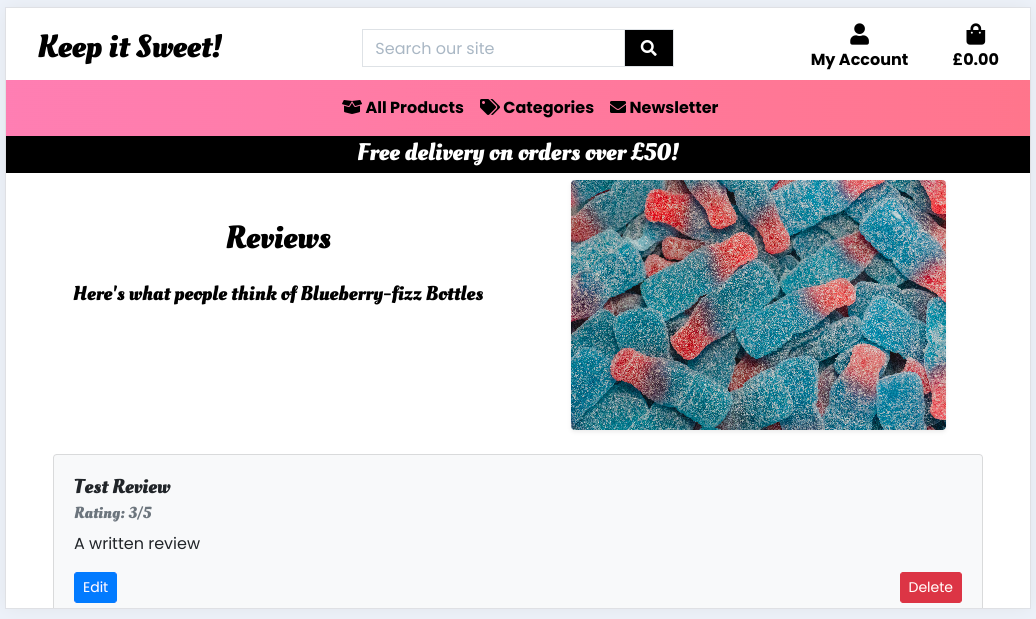 Keep it Sweet!
Search our site
My Account
£0.00
All Products
Categories
Newsletter
Free delivery on orders over £50!
Reviews
Here's what people think of Blueberry-fizz Bottles
Test Review
Rating: 3/5
A written review
Edit
Delete